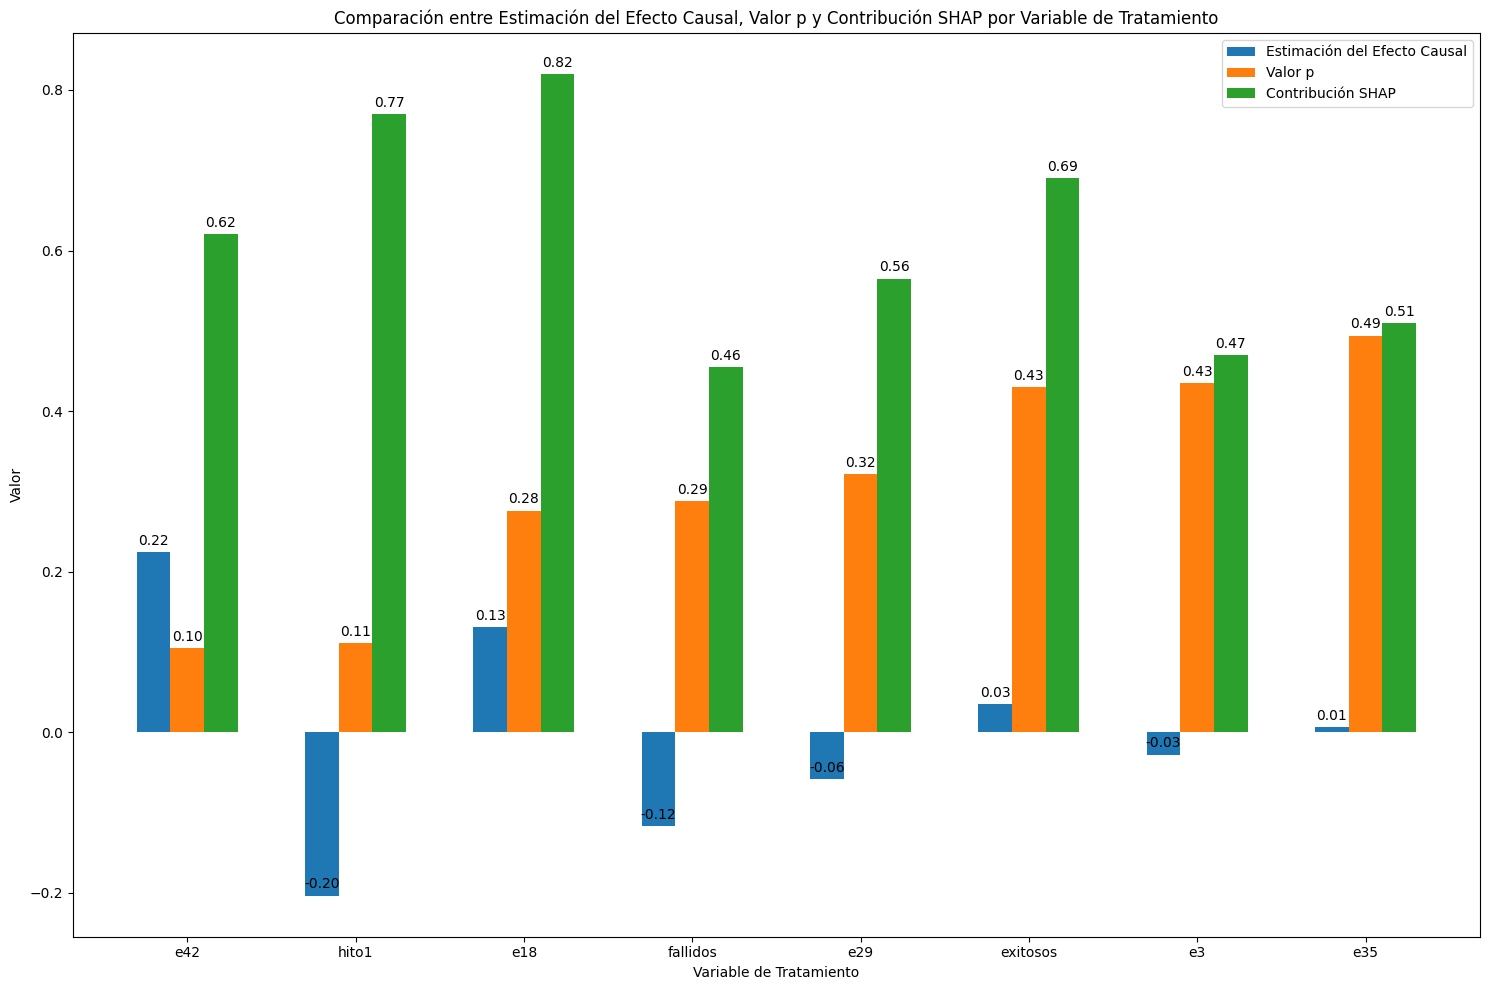 Comparación entre Estimación del Efecto Causal, Valor p y Contribución SHAP por Variable de Tratamiento
Estimación del Efecto Causal
Valor p
Contribución SHAP
Valor
0.8
0.6
0.4
0.2
0.0
−0.2
0.22
0.10
0.62
-0.20
0.11
0.77
0.13
0.28
0.82
-0.12
0.29
0.46
-0.06
0.32
0.56
0.03
0.43
0.69
-0.03
0.43
0.47
0.01
0.49
0.51
e42
hito1
e18
fallidos
e29
exitosos
e3
e35
Variable de Tratamiento